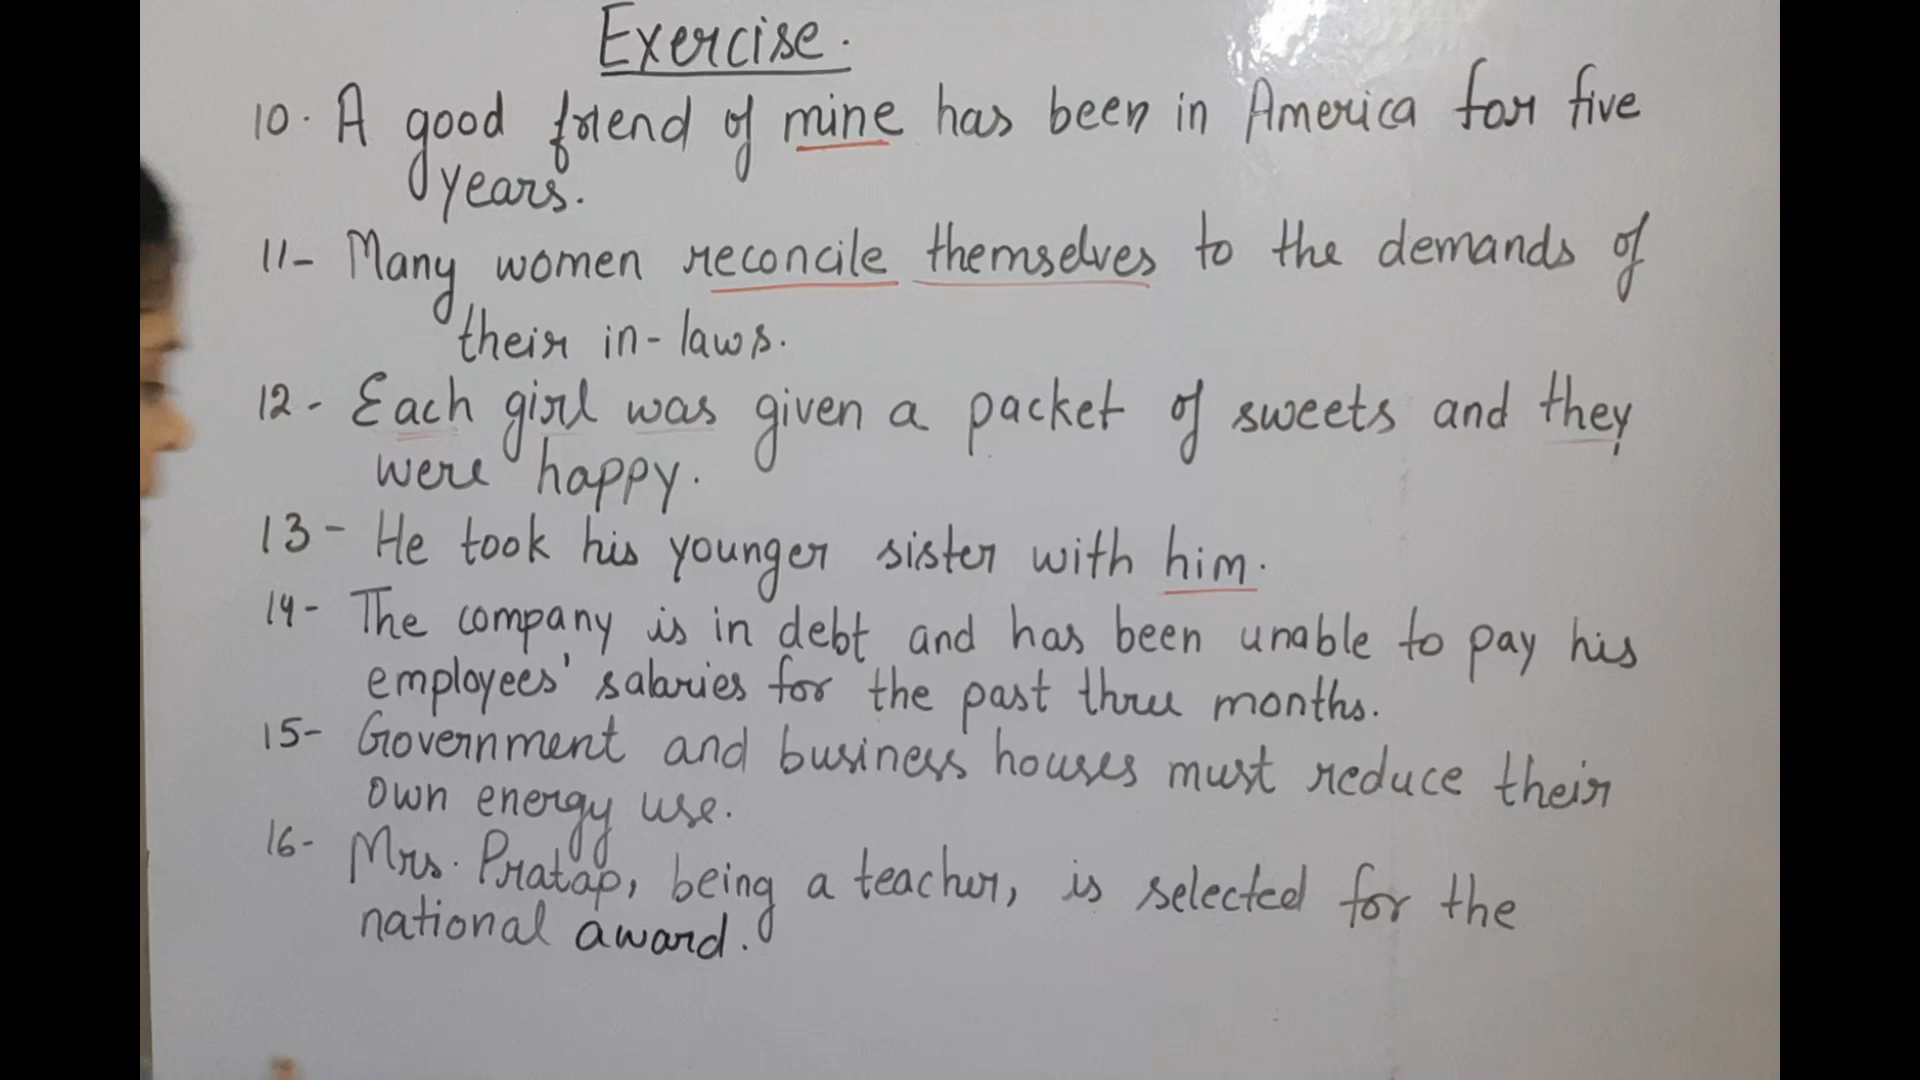 Exercise.
10. A good friend of mine has been in America for five
years.
11- Many women reconcile themselves to the demands of
their in-laws.
12- Each girl was given a packet of sweets and they
were happy.
13- He took his younger sister with him.
14- The company is in debt and has been unable to pay his
employees' salaries for the past three months.
15- Government and business houses must reduce their
own energy use.
16- Mrs. Pratap, being a teacher, is selected for the
national award.